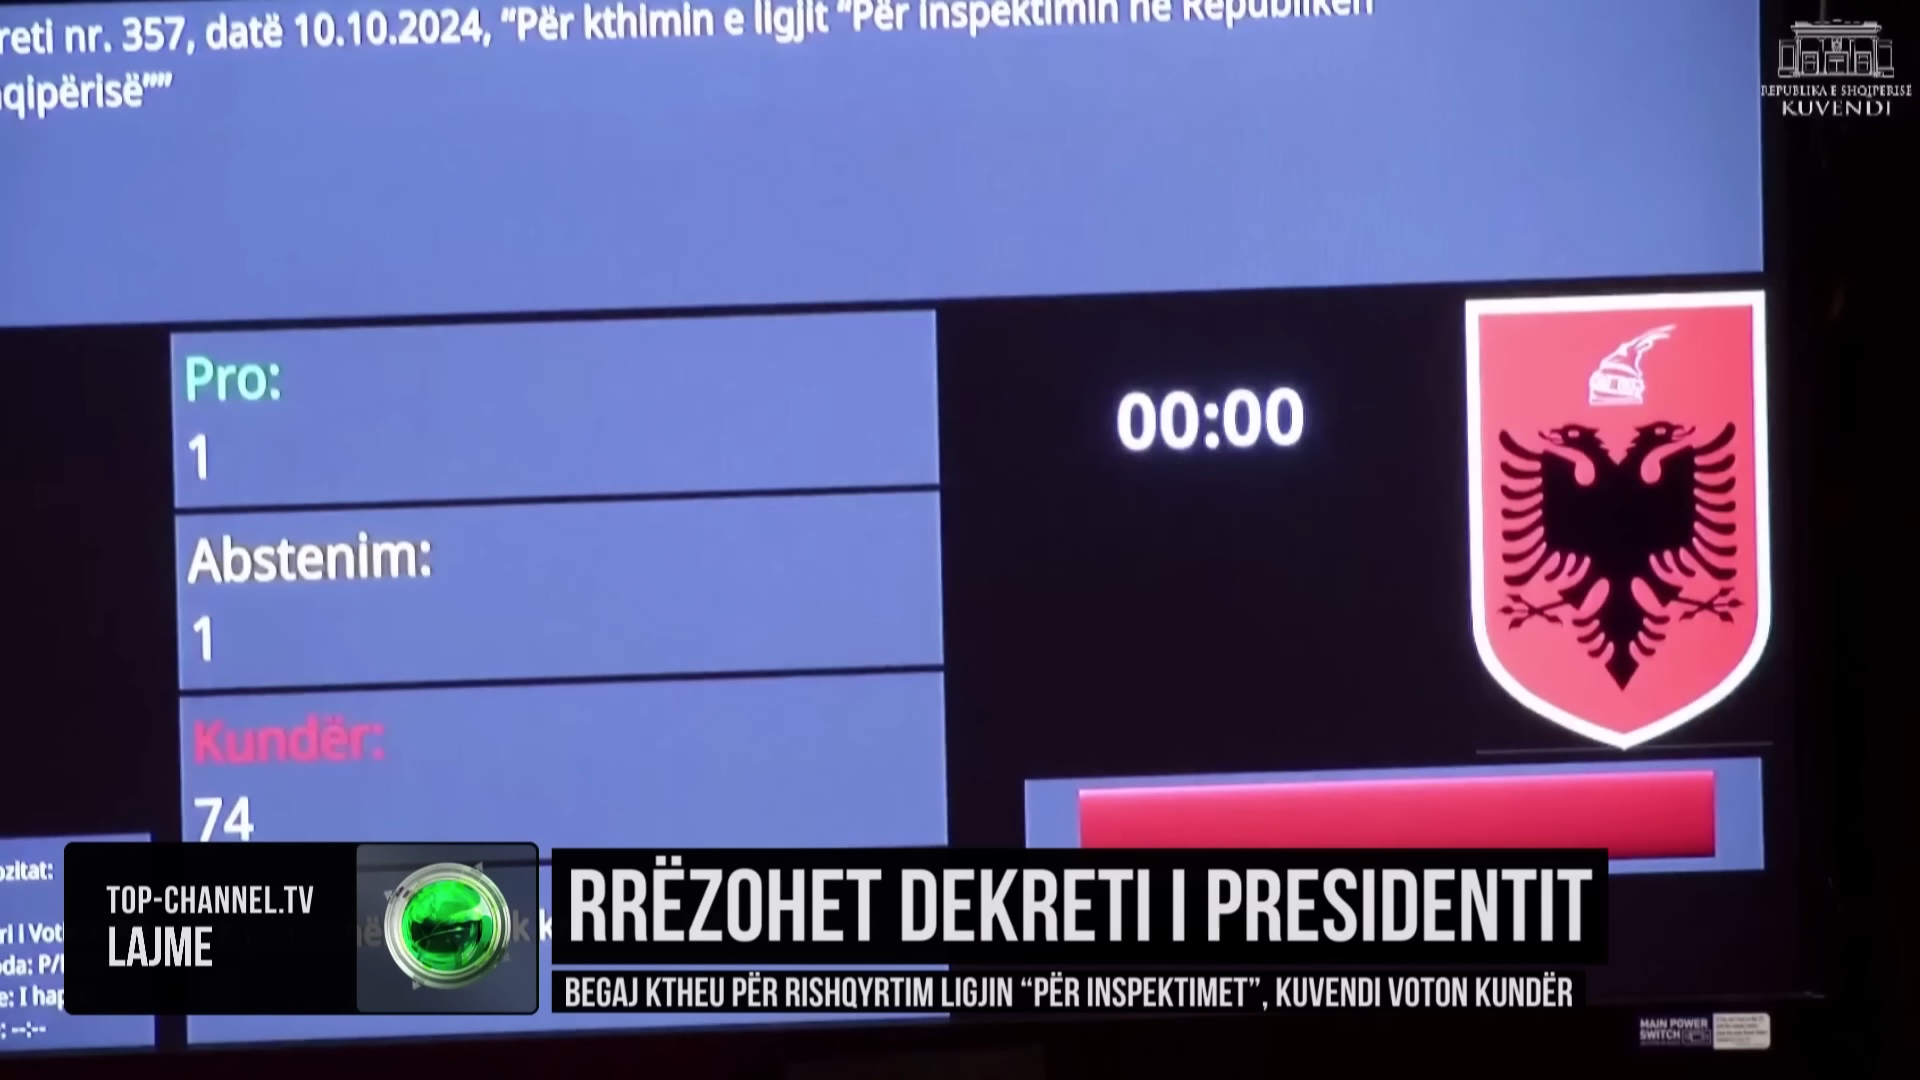 reti nr. 357, datë 10.10.2024, “Për kthimin e ligjit “Për inspektimin në Republikën
qipërisë””
REPUBLIKA E SHQIPËRISË
KUVENDI
Pro:
1
00:00
Abstenim:
1
Kundër:
74
TOP-CHANNEL.TV
LAJME
RRËZOHET DEKRETI I PRESIDENTIT
BEGAJ KTHEU PËR RISHQYRTIM LIGJIN “PËR INSPEKTIMET”, KUVENDI VOTON KUNDËR
MAIN POWER
SWITCH